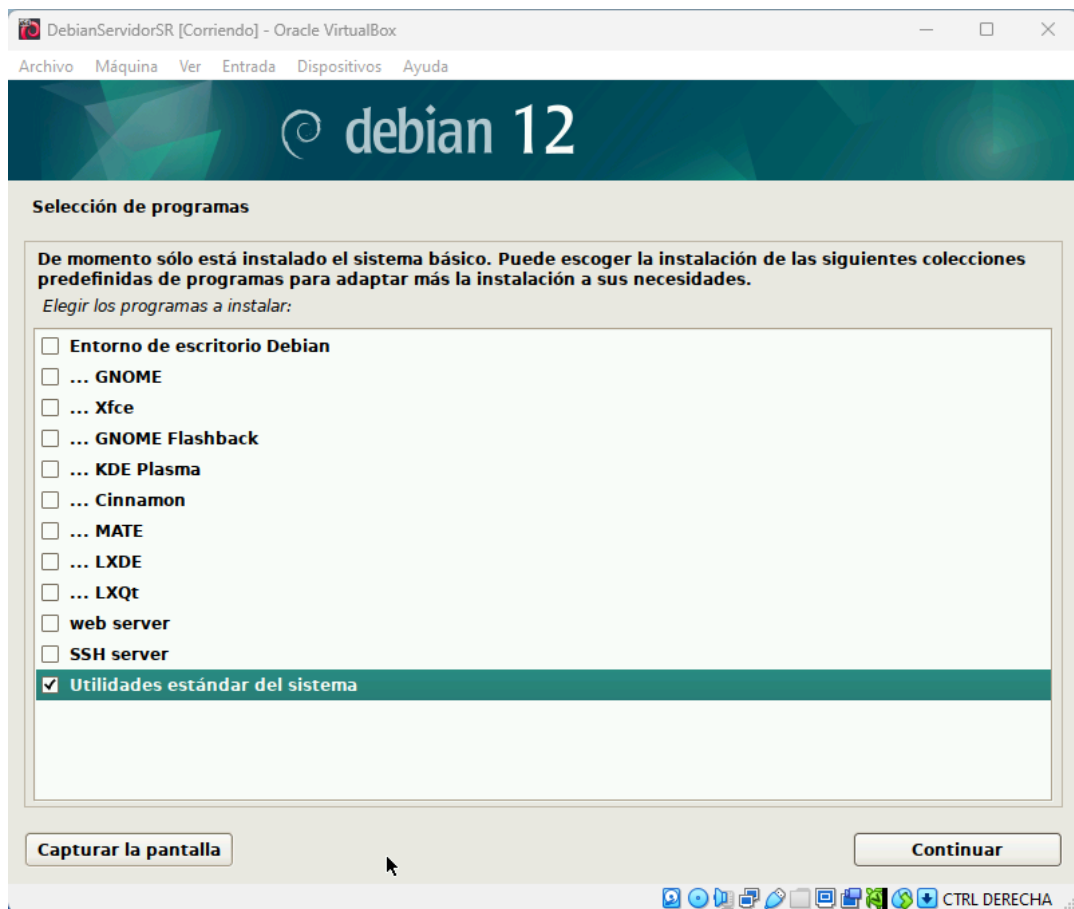 DebianServidorSR [Corriendo] - Oracle VirtualBox
Archivo Máquina Ver Entrada Dispositivos Ayuda
debian 12
Selección de programas
De momento sólo está instalado el sistema básico. Puede escoger la instalación de las siguientes colecciones
predefinidas de programas para adaptar más la instalación a sus necesidades.
Elegir los programas a instalar:
Entorno de escritorio Debian
... GNOME
... Xfce
... GNOME Flashback
... KDE Plasma
... Cinnamon
... MATE
... LXDE
... LXQt
web server
SSH server
Utilidades estándar del sistema
Capturar la pantalla Continuar
CTRL DERECHA